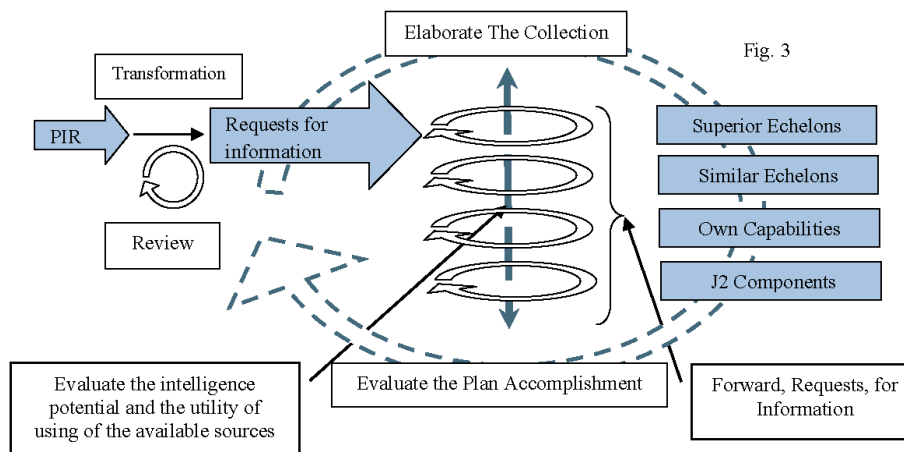 Elaborate The Collection
Fig. 3
Transformation
PIR
Requests for
information
Review
Superior Echelons
Similar Echelons
Own Capabilities
J2 Components
Evaluate the intelligence
potential and the utility of
using of the available sources
Evaluate the Plan Accomplishment
Forward, Requests, for
Information